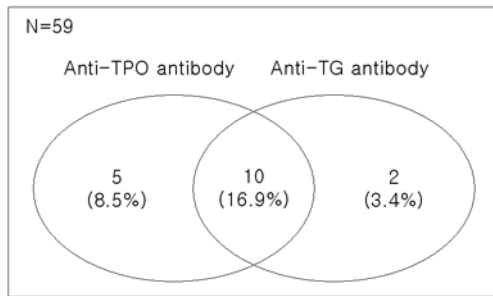 N=59
Anti-TPO antibody
Anti-TG antibody
5
(8.5%)
10
(16.9%)
2
(3.4%)